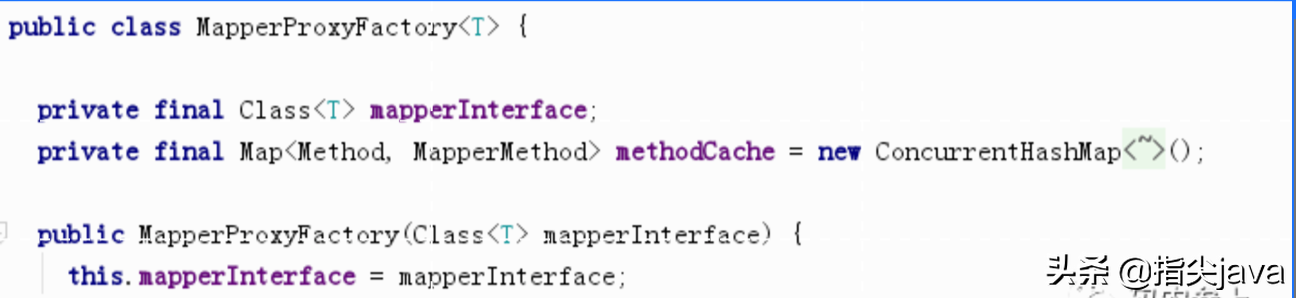 public class MapperProxyFactory<T> {
private final Class<T> mapperInterface;
private final Map<Method, MapperMethod> methodCache = new ConcurrentHashMap<~>();
public MapperProxyFactory(Class<T> mapperInterface) {
this.mapperInterface = mapperInterface;
头条 @指尖java